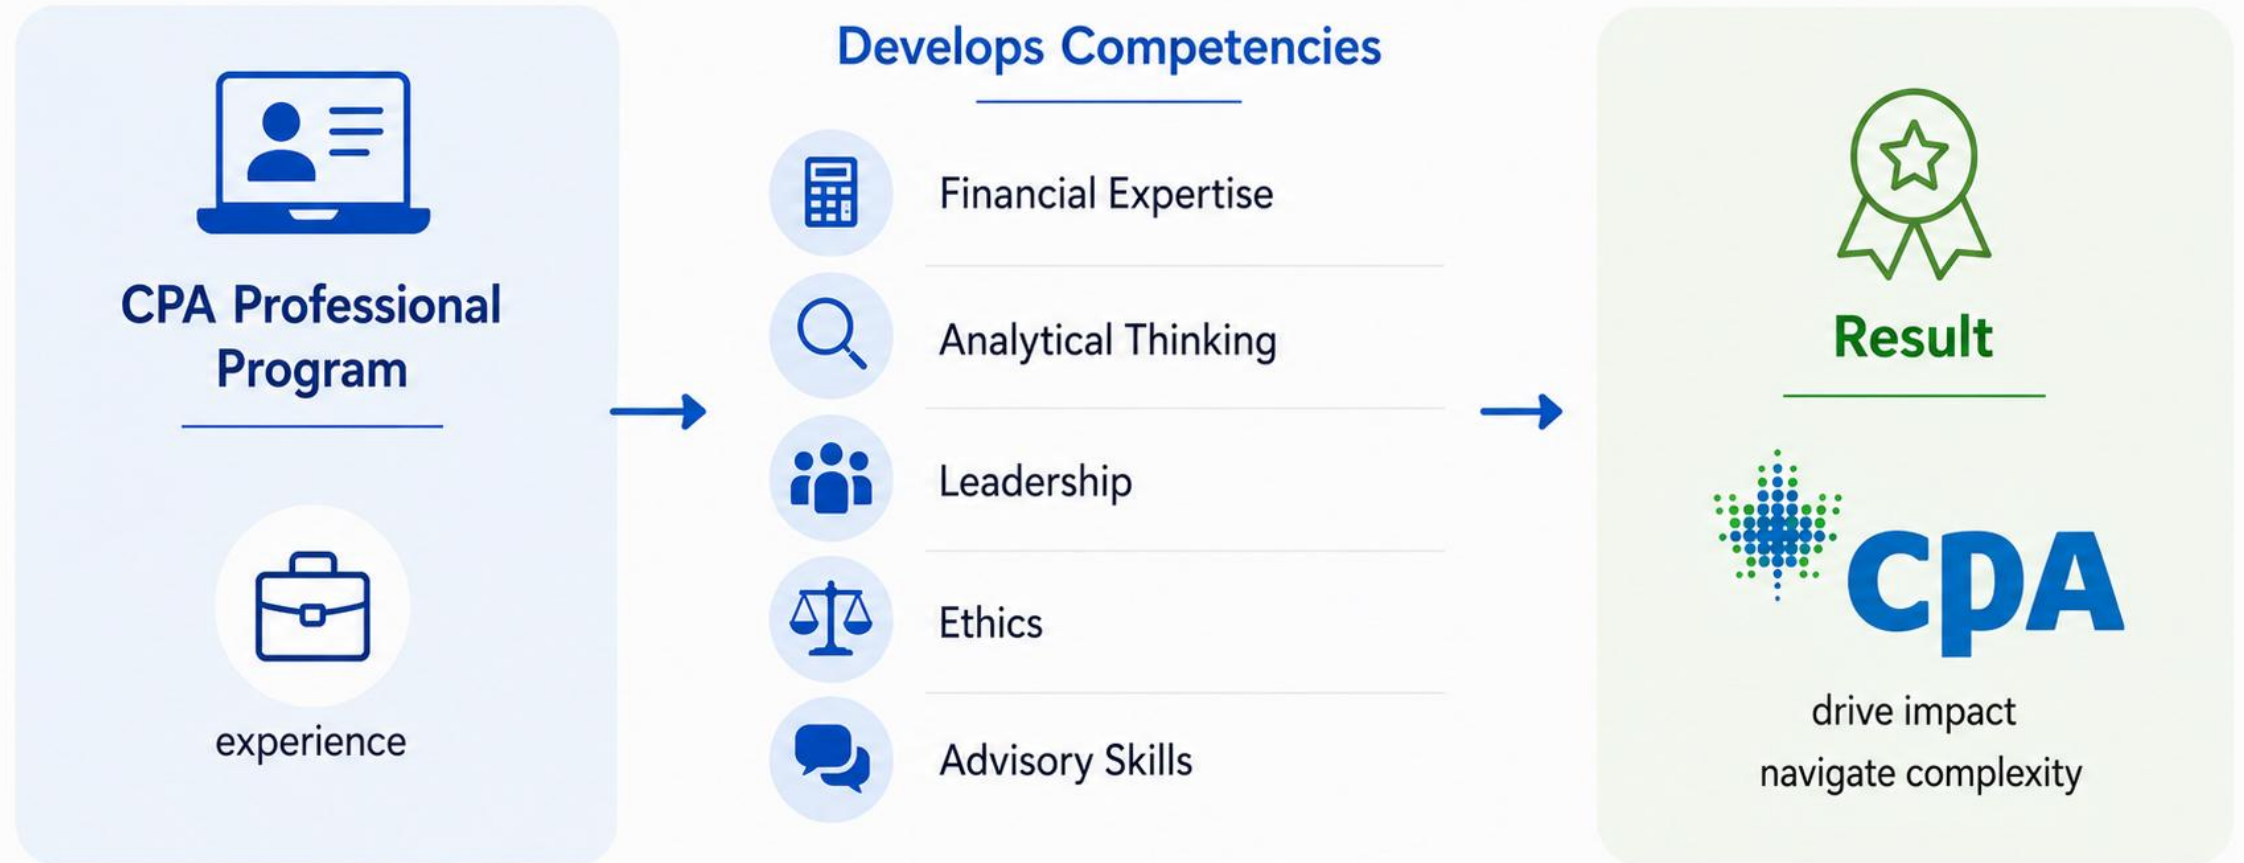 CPA Professional
Program
experience
Develops Competencies
Financial Expertise
Analytical Thinking
Leadership
Ethics
Advisory Skills
Result
CPA
drive impact
navigate complexity